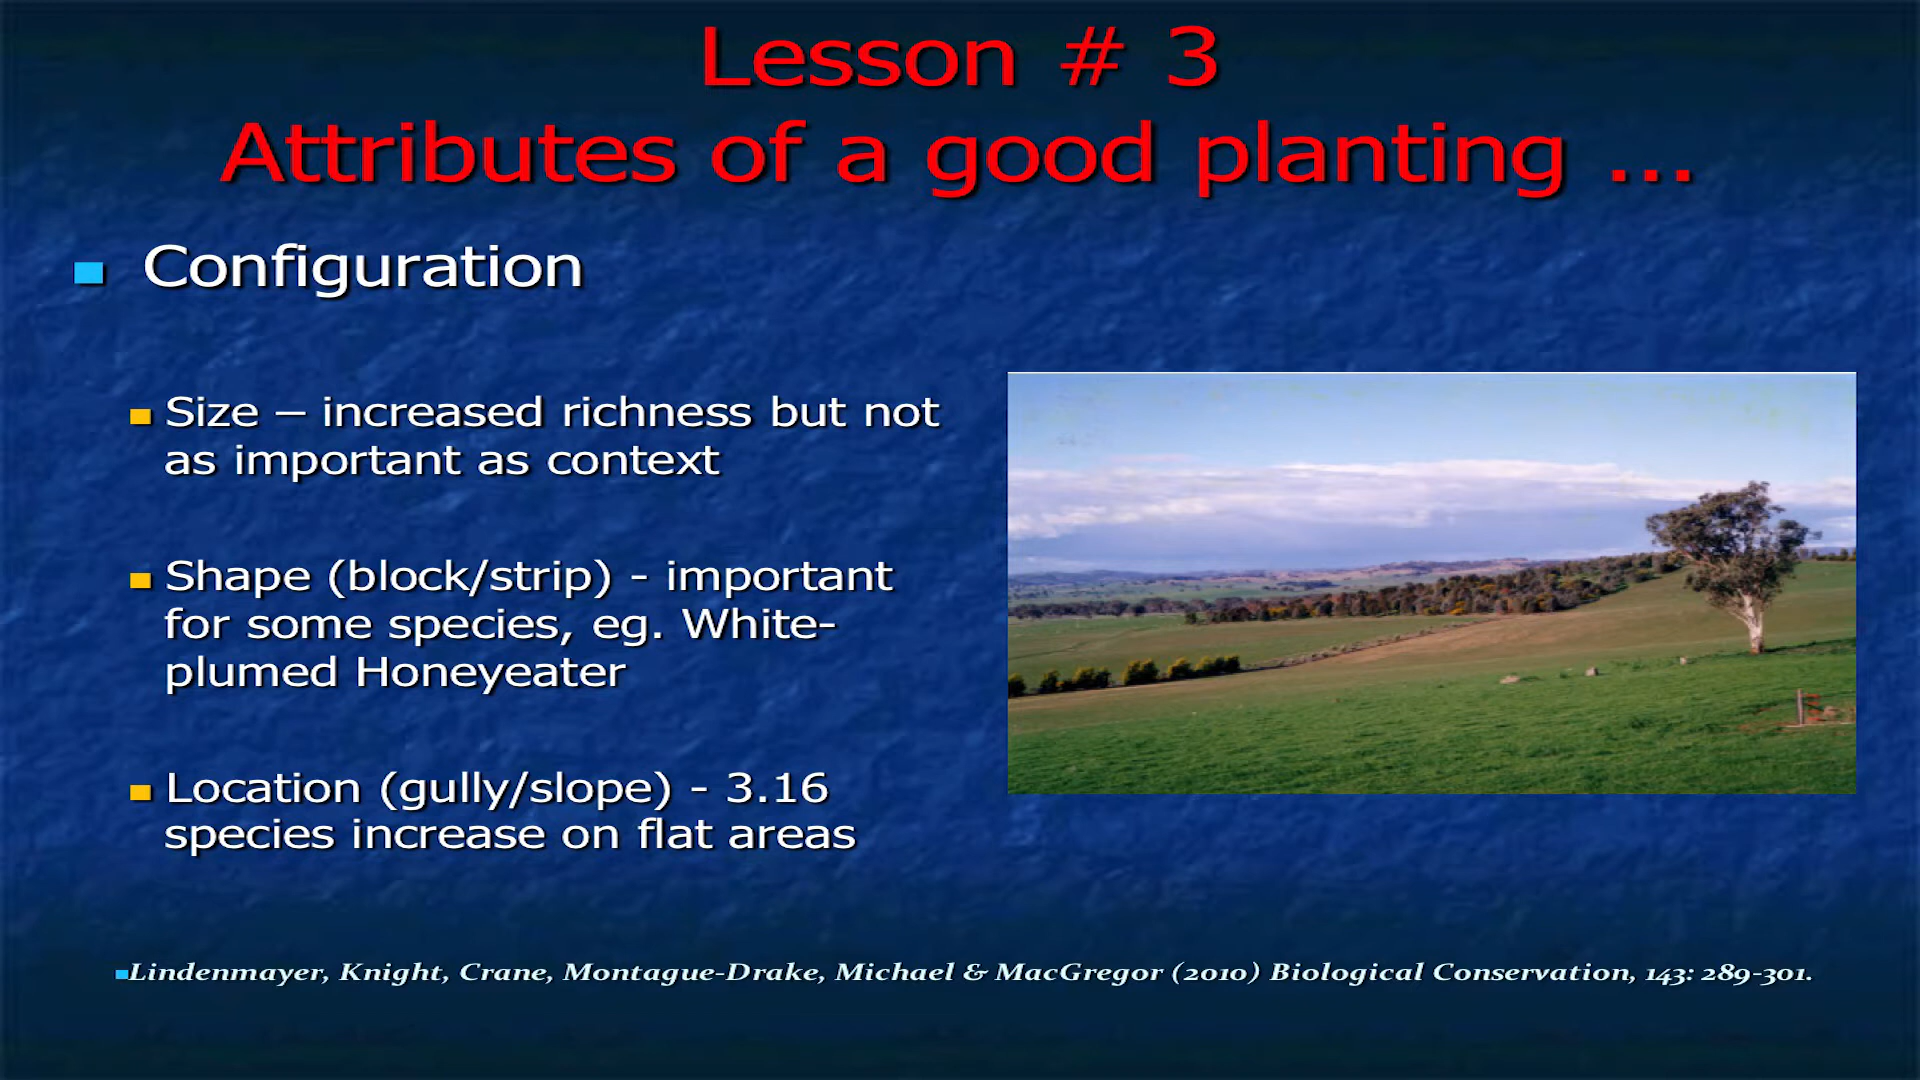 Lesson # 3
Attributes of a good planting ...
Configuration
Size – increased richness but not
as important as context
Shape (block/strip) - important
for some species, eg. White-
plumed Honeyeater
Location (gully/slope) - 3.16
species increase on flat areas
Lindenmayer, Knight, Crane, Montague-Drake, Michael & MacGregor (2010) Biological Conservation, 143: 289-301.